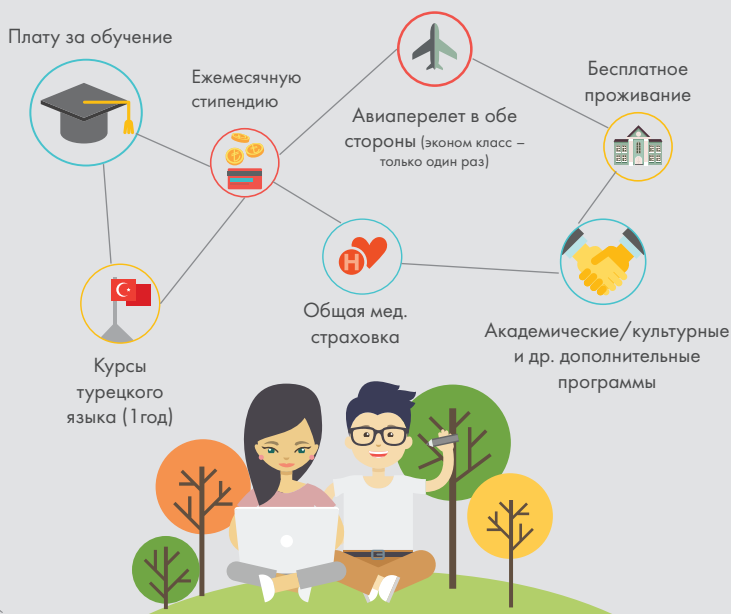 Плату за обучение
Ежемесячную
стипендию
Авиаперелет в обе
стороны (эконом класс –
только один раз)
Бесплатное
проживание
H
Общая мед.
страховка
Академические/культурные
и др. дополнительные
программы
Курсы
турецкого
языка (1год)